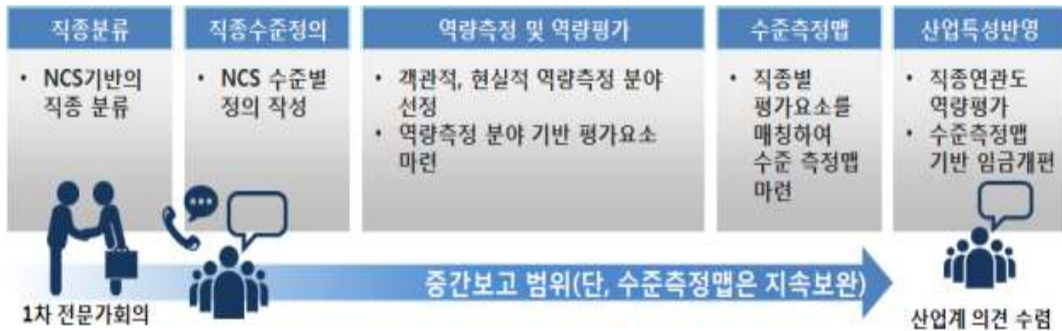 직종분류
• NCS기반의
직종 분류
직종수준정의
• NCS 수준별
정의 작성
역량측정 및 역량평가
• 객관적, 현실적 역량측정 분야
선정
• 역량측정 분야 기반 평가요소
마련
수준측정맵
• 직종별
평가요소를
매칭하여
수준 측정맵
마련
산업특성반영
• 직종연관도
역량평가
• 수준측정맵
기반 임금개편
중간보고 범위(단, 수준측정맵은 지속보완)
1차 전문가회의
산업계 의견 수렴